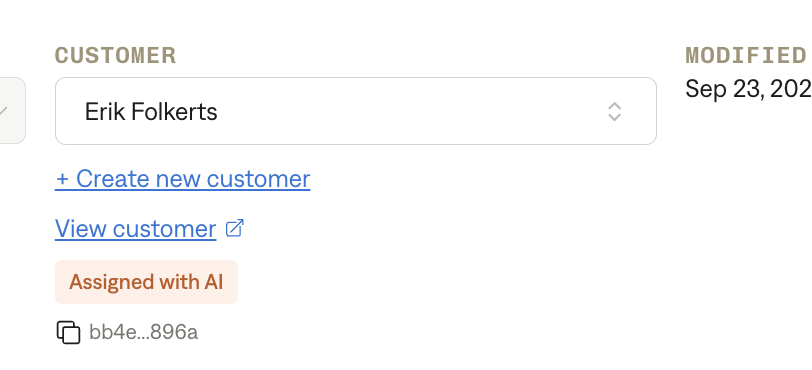 CUSTOMER
Erik Folkerts
+ Create new customer
View customer
Assigned with AI
bb4e...896a
MODIFIED
Sep 23, 202